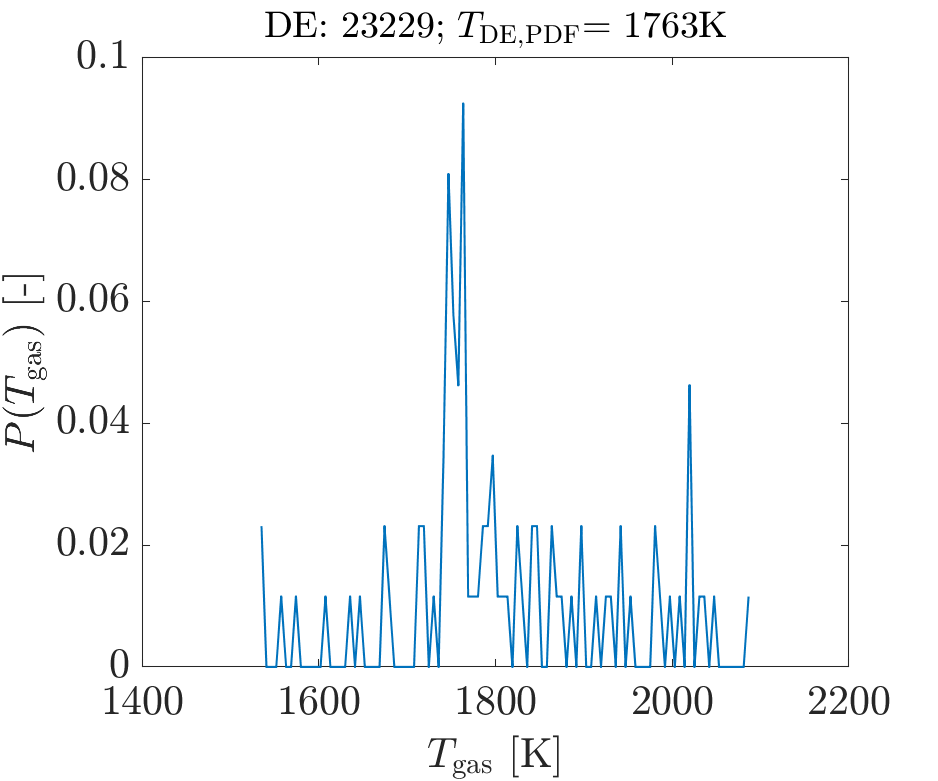 DE: 23229; T_DE,PDF= 1763K
0.1
0.08
0.06
0.04
0.02
0
P(T_gas) [-]
1400 1600 1800 2000 2200
T_gas [K]